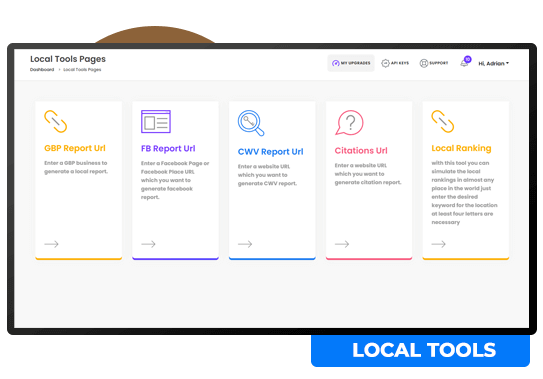 Local Tools Pages
Dashboard › Local Tools Pages
MY UPGRADES
API KEYS
SUPPORT
Hi, Adrian
GBP Report Url
Enter a GBP business to
generate a local report.
FB Report Url
Enter a Facebook Page or
Facebook Place URL
which you want to
generate facebook
report.
CWV Report Url
Enter a website URL
which you want to
generate CWV report.
Citations Url
Enter a website URL
which you want to
generate citation report.
Local Ranking
with this tool you can
simulate the local
rankings in almost any
place in the world just
enter the desired
keyword for the location
at least four letters are
necessary
LOCAL TOOLS